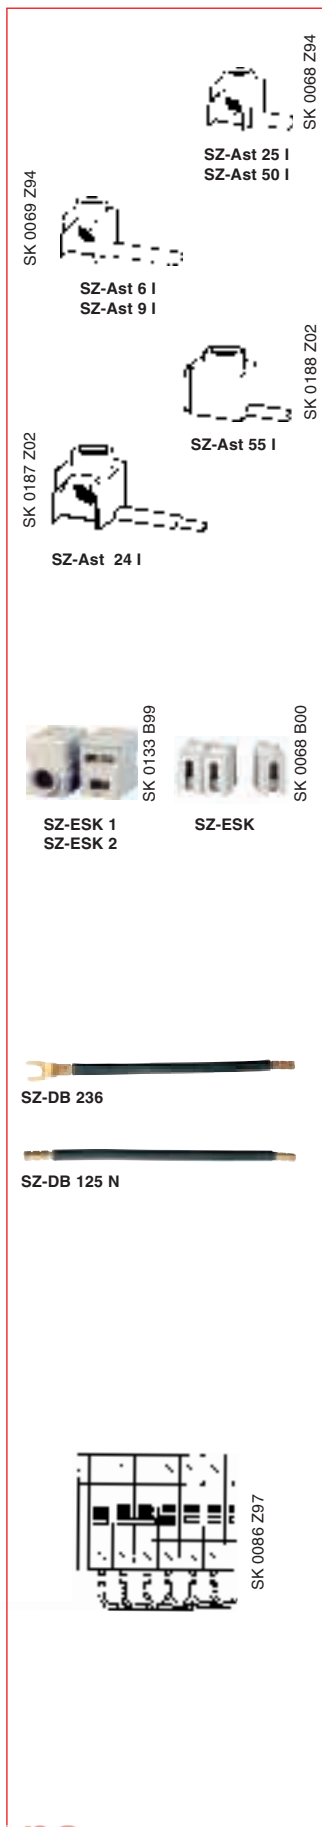 SK 0068 Z94
SZ-Ast 25 I
SZ-Ast 50 I
SK 0069 Z94
SZ-Ast 6 I
SZ-Ast 9 I
SK 0188 Z02
SZ-Ast 55 I
SK 0187 Z02
SZ-Ast 24 I
SK 0133 B99
SZ-ESK 1
SZ-ESK 2
SK 0068 B00
SZ-ESK
SZ-DB 236
SZ-DB 125 N
SK 0086 Z97